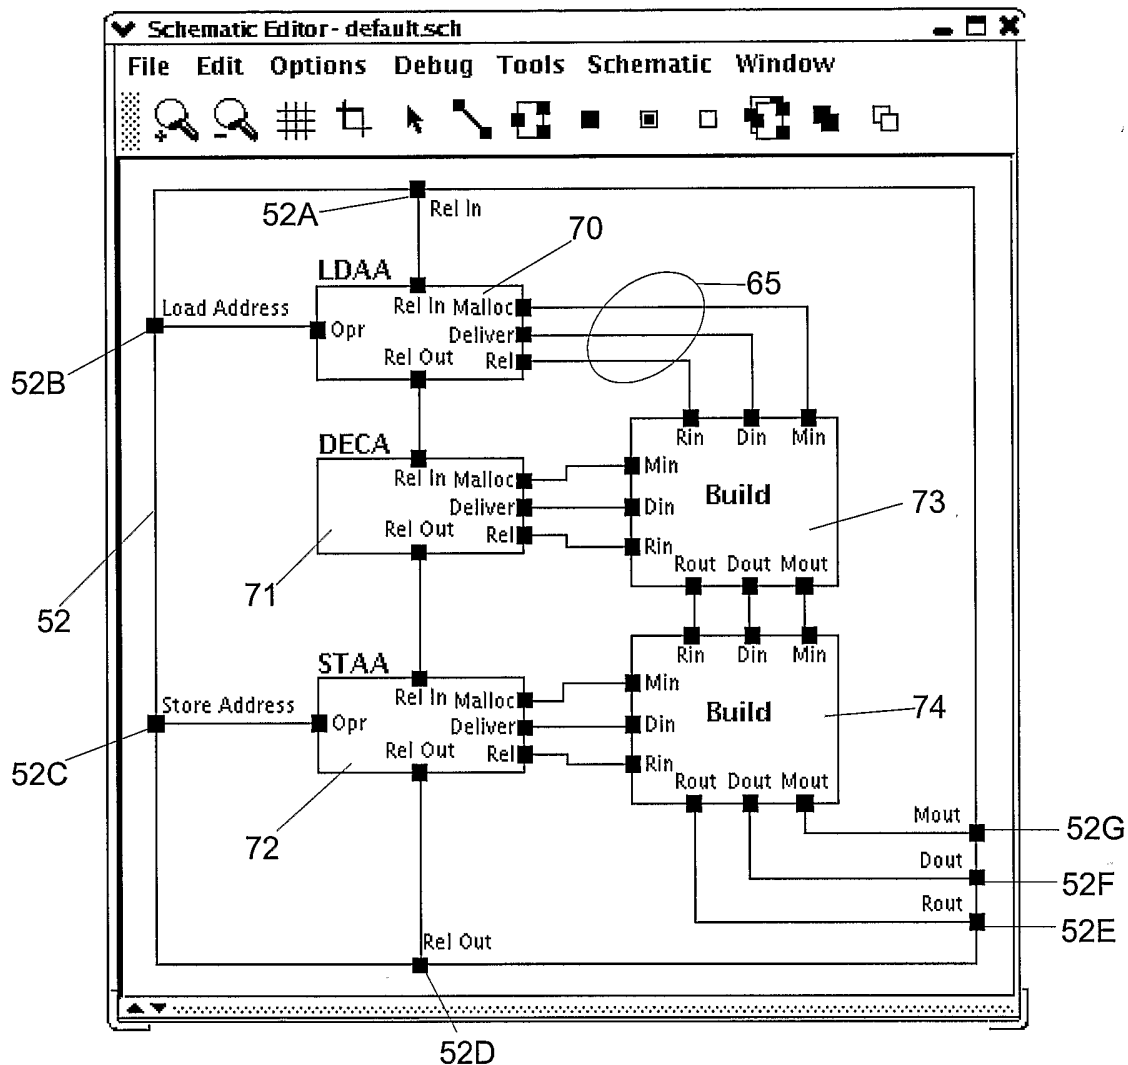 Schematic Editor - default.sch
File Edit Options Debug Tools Schematic Window
52A
Rel In
70
LDAA
65
Load Address
Rel In Malloc
Opr
Deliver
Rel Out
Rel
52B
Rin Din Min
DECA
Rel In Malloc
Min
Build
73
Deliver
Din
Rel Out
Rel
Rin
Rout Dout Mout
71
52
STAA
Rin Din Min
Rel In Malloc
Min
Store Address
Build
74
Opr
Deliver
Din
Rel Out
Rel
Rin
52C
Rout Dout Mout
72
Mout
52G
Dout
52F
Rout
52E
Rel Out
52D